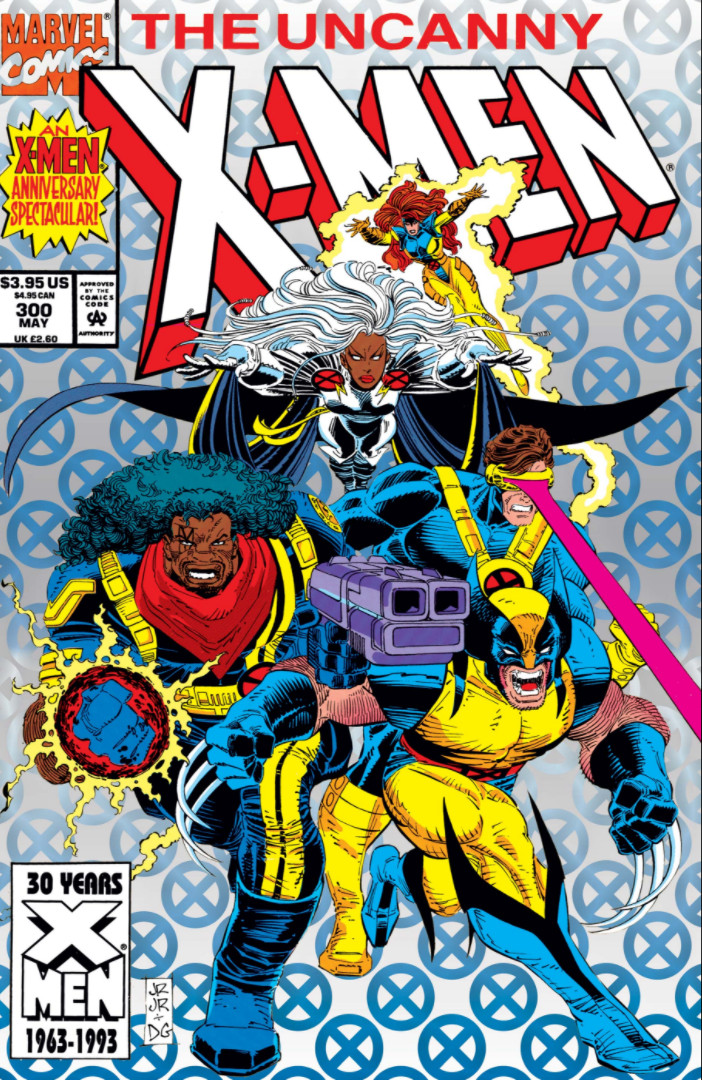 MARVEL®
COMICS
THE UNCANNY
X-MEN®
AN
X-MEN®
ANNIVERSARY
SPECTACULAR!
$3.95 US
$4.95 CAN
300
MAY
UK £2.60
APPROVED
BY THE
COMICS
CODE
CA
AUTHORITY
30 YEARS
X®
MEN
1963-1993
JR
JR
+
DG